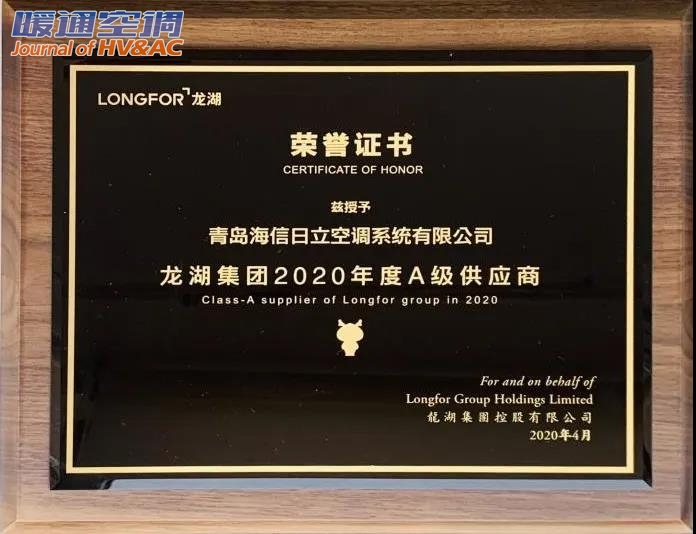 暖通空调
Journal of HV&AC
LONGFOR 龙湖
荣誉证书
CERTIFICATE OF HONOR
兹授予
青岛海信日立空调系统有限公司
龙湖集团2020年度A级供应商
Class-A supplier of Longfor group in 2020
For and on behalf of
Longfor Group Holdings Limited
龍湖集團控股有限公司
2020年4月